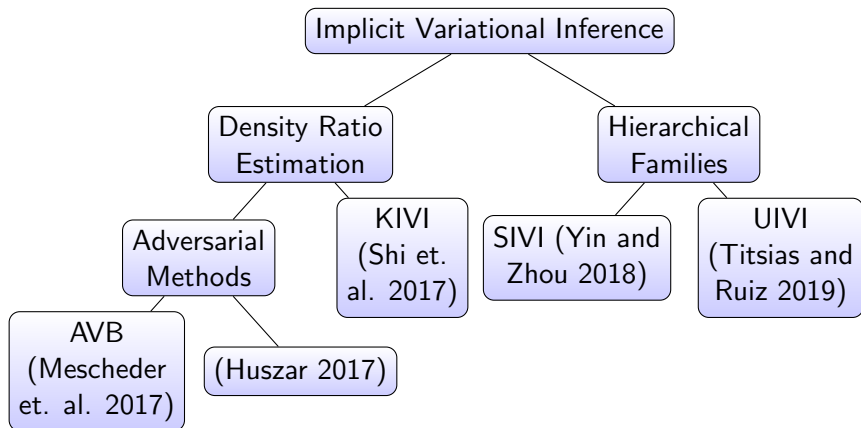 Implicit Variational Inference
Density Ratio
Estimation
Hierarchical
Families
Adversarial
Methods
KIVI
(Shi et.
al. 2017)
SIVI (Yin and
Zhou 2018)
UIVI
(Titsias and
Ruiz 2019)
AVB
(Mescheder
et. al. 2017)
(Huszar 2017)